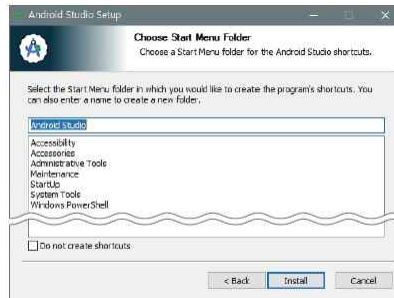 Android Studio Setup
Choose Start Menu Folder
Choose a Start Menu folder for the Android Studio shortcuts.
Select the Start Menu folder in which you would like to create the program's shortcuts. You
can also enter a name to create a new folder.
Android Studio
Accessibility
Accessories
Administrative Tools
Maintenance
StartUp
System Tools
Windows PowerShell
Do not create shortcuts
< Back
Install
Cancel